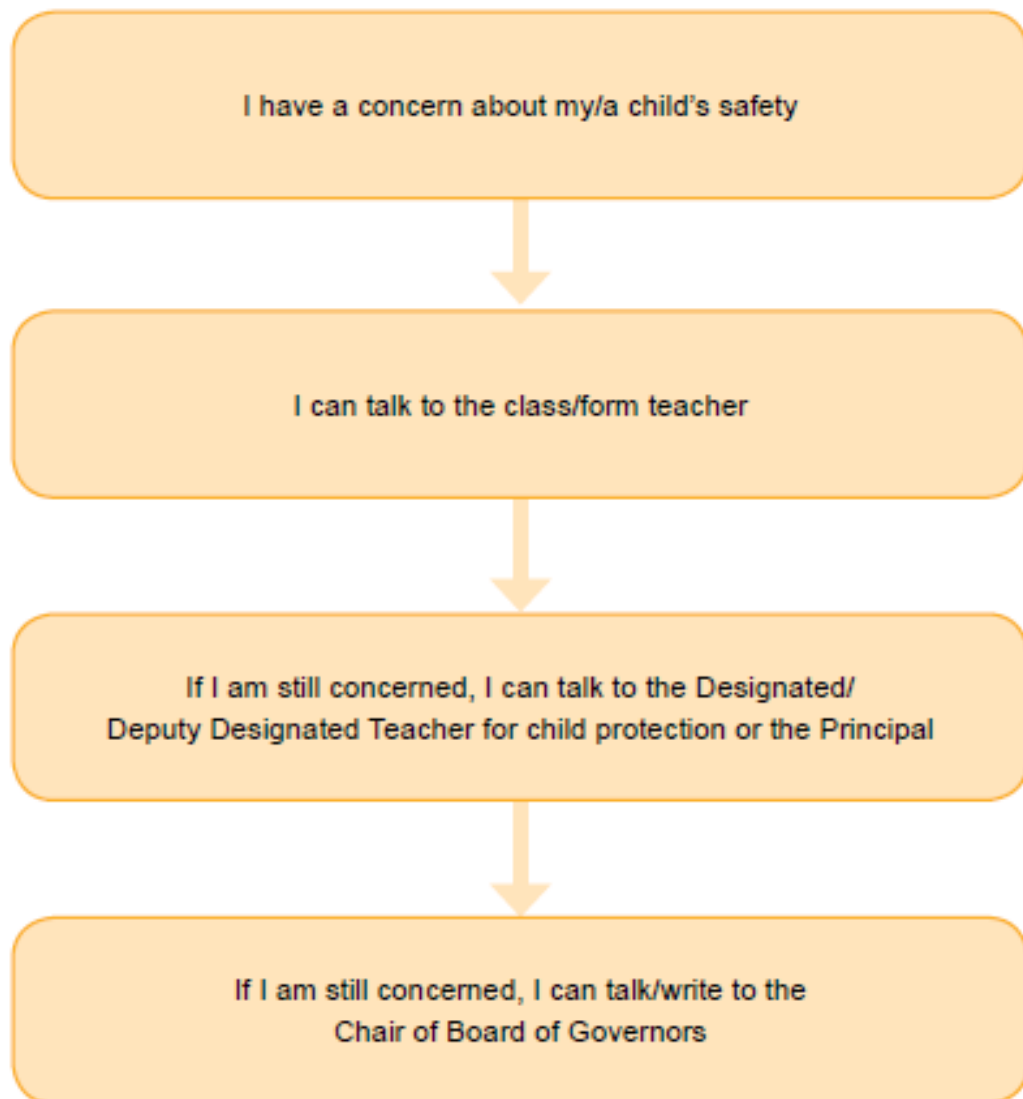 I have a concern about my/a child's safety
I can talk to the class/form teacher
If I am still concerned, I can talk to the Designated/
Deputy Designated Teacher for child protection or the Principal
If I am still concerned, I can talk/write to the
Chair of Board of Governors